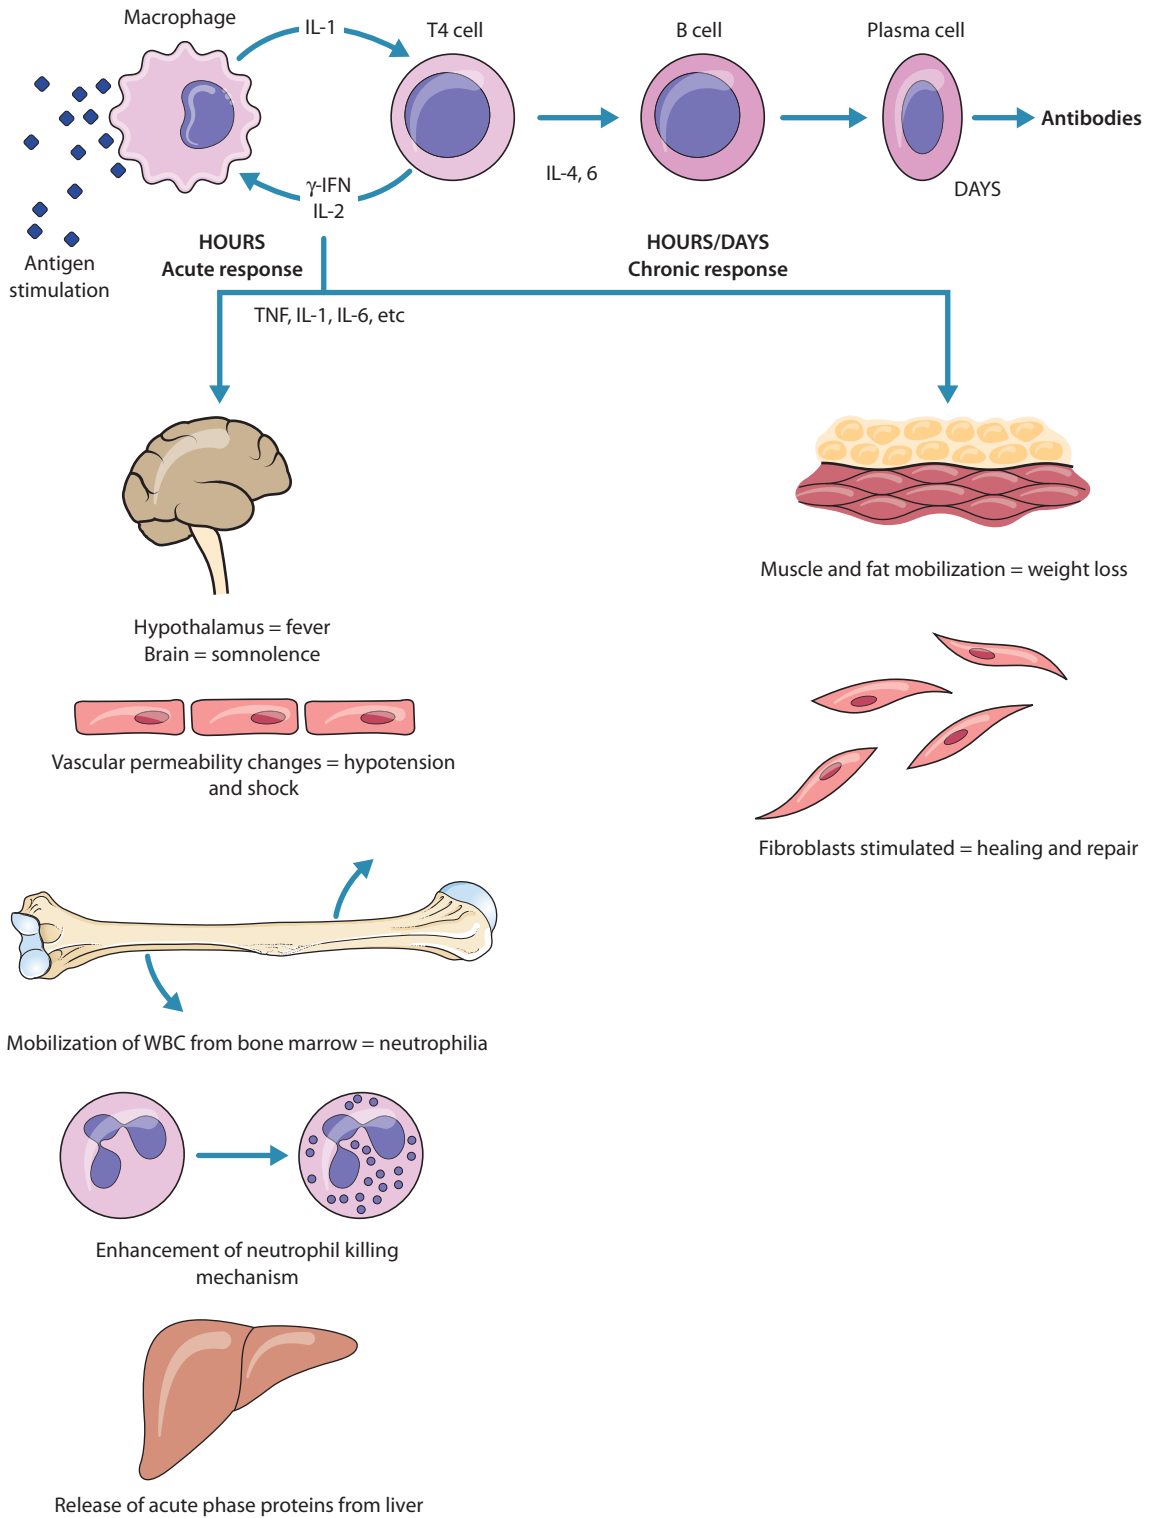 Macrophage
IL-1
T4 cell
B cell
Plasma cell
Antibodies
IL-4, 6
γ-IFN
IL-2
DAYS
Antigen
stimulation
HOURS
Acute response
HOURS/DAYS
Chronic response
TNF, IL-1, IL-6, etc
Hypothalamus = fever
Brain = somnolence
Muscle and fat mobilization = weight loss
Vascular permeability changes = hypotension
and shock
Fibroblasts stimulated = healing and repair
Mobilization of WBC from bone marrow = neutrophilia
Enhancement of neutrophil killing
mechanism
Release of acute phase proteins from liver